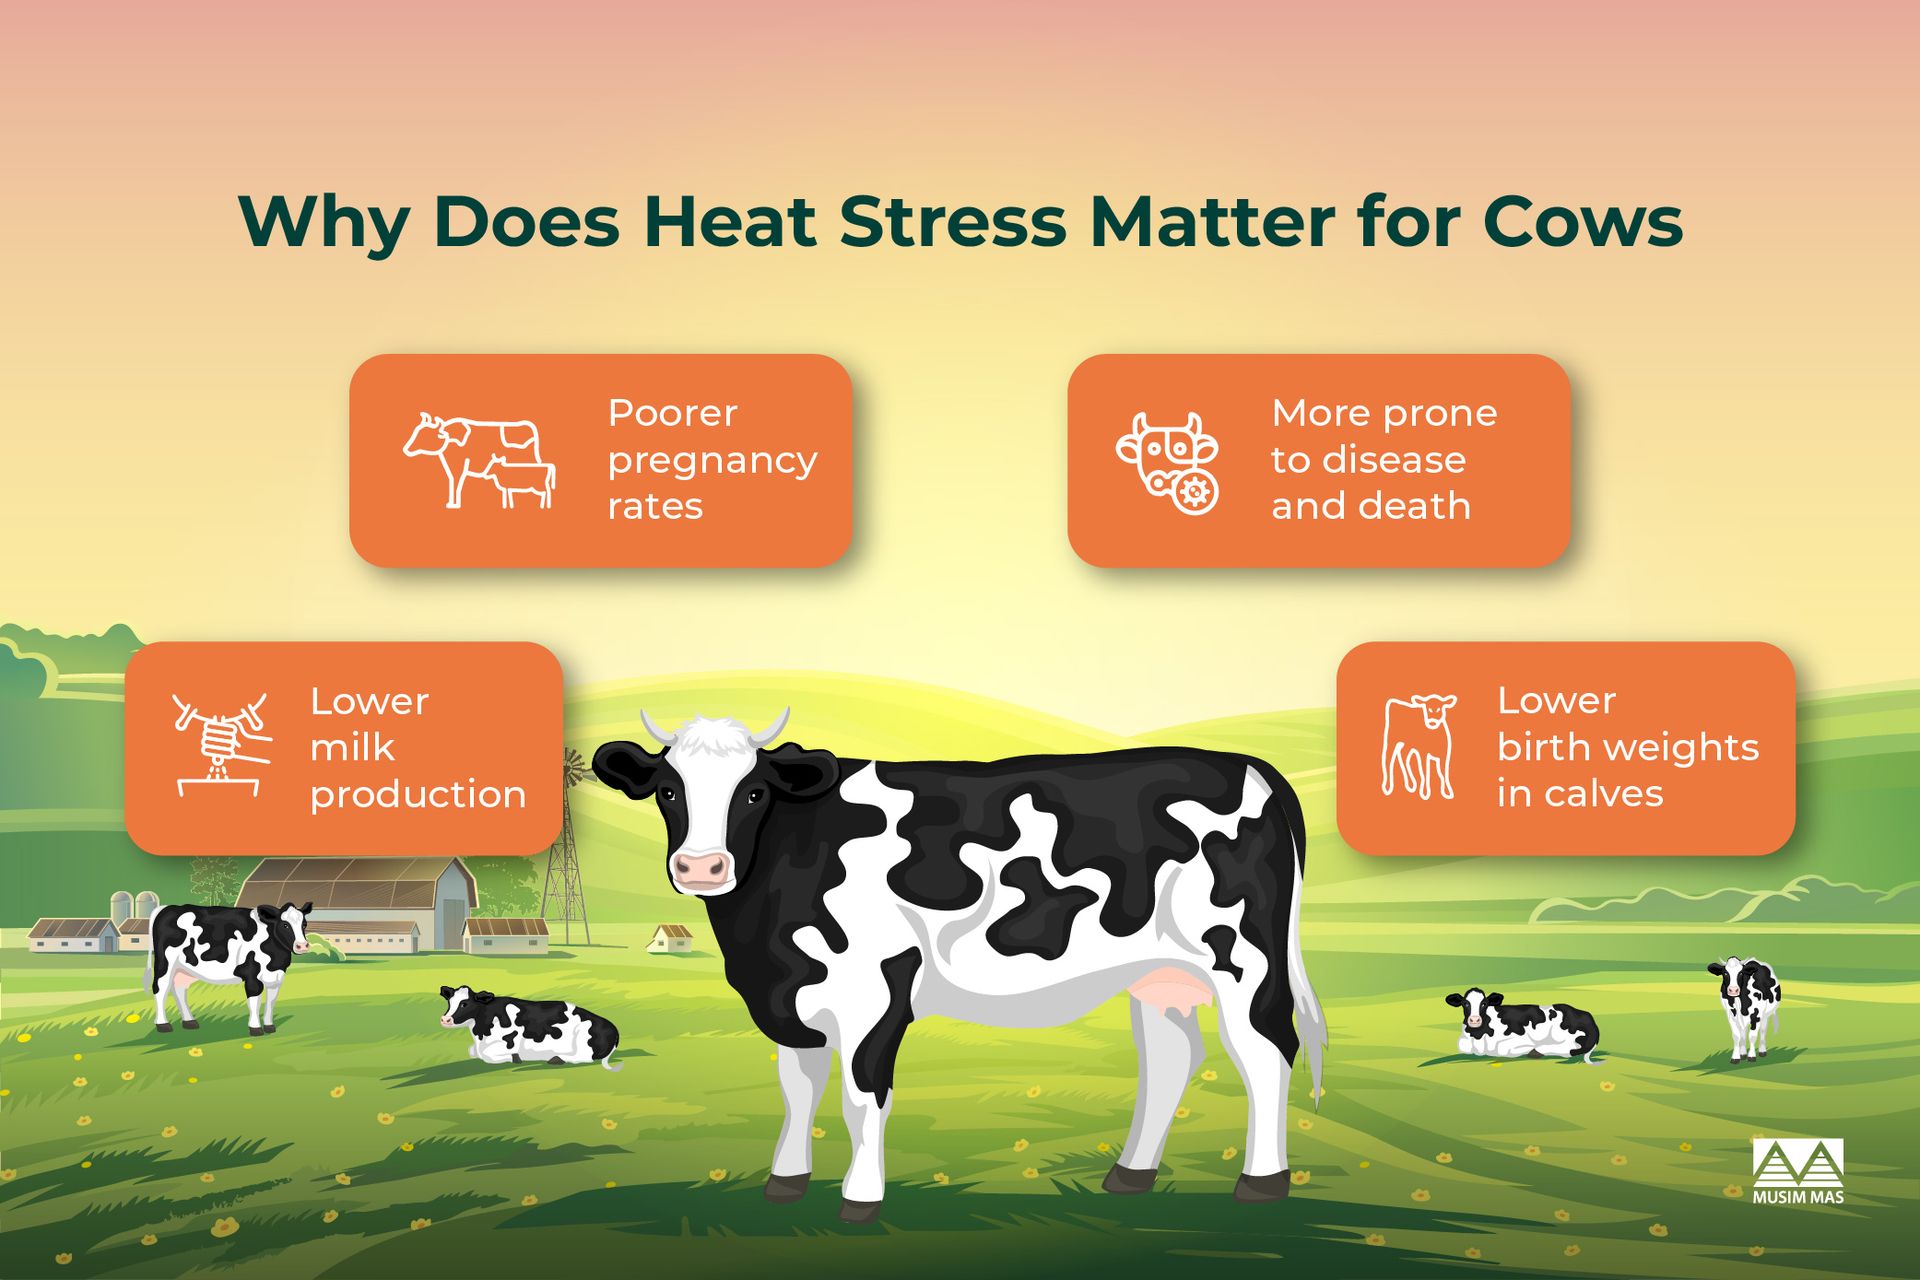 Why Does Heat Stress Matter for Cows
Poorer
pregnancy
rates
More prone
to disease
and death
Lower
milk
production
Lower
birth weights
in calves
MUSIM MAS